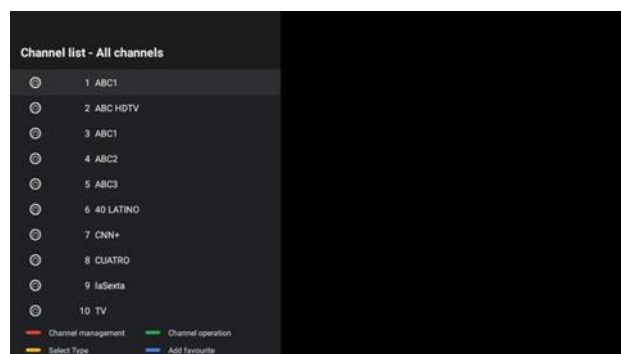 Channel list - All channels
1 ABC1
2 ABC HDTV
3 ABC1
4 ABC2
5 ABC3
6 40 LATINO
7 CNN+
8 CUATRO
9 laSexta
10 TV
Channel management Channel operation
Select Type Add favourite